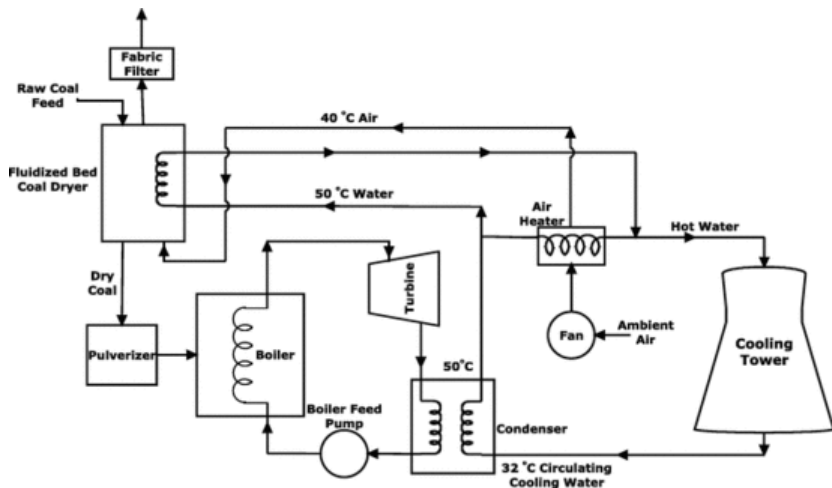 Fabric
Filter
Raw Coal
Feed
40 °C Air
Fluidized Bed
Coal Dryer
50 °C Water
Air
Heater
Hot Water
Dry
Coal
Turbine
Fan
Ambient
Air
Pulverizer
Boiler
Cooling
Tower
50°C
Boiler Feed
Pump
Condenser
32 °C Circulating
Cooling Water